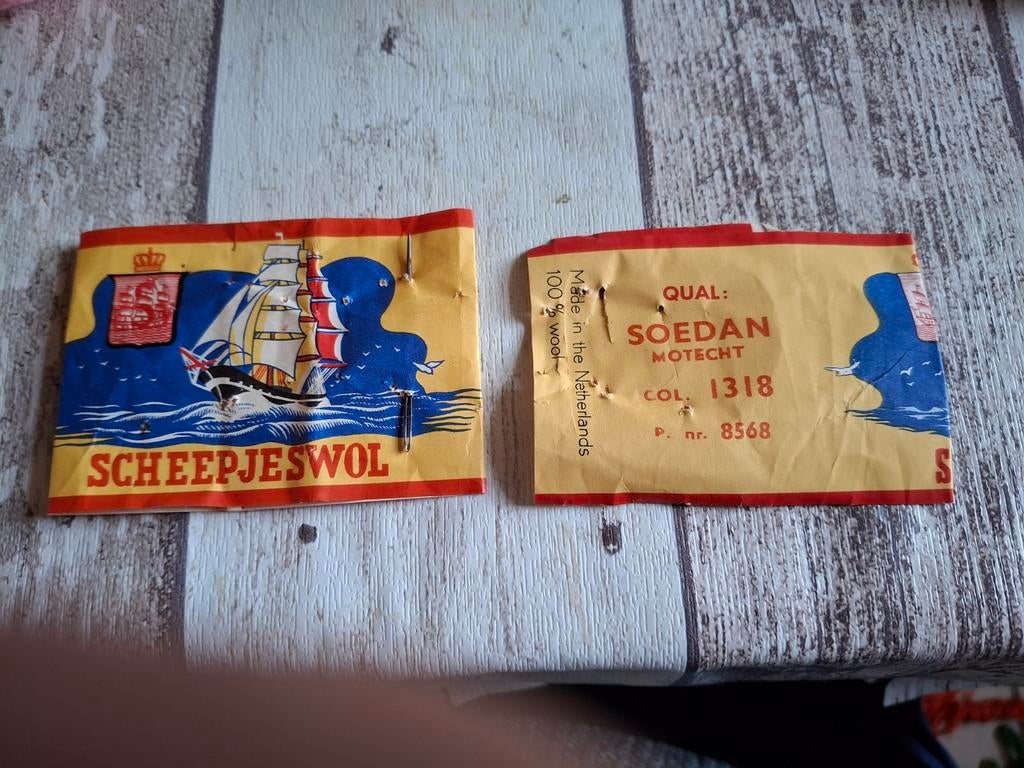 SCHEEPJESWOL
Made in the Netherlands
100% wool
QUAL:
SOEDAN
MOTECHT
COL. 1318
P. nr. 8568
S